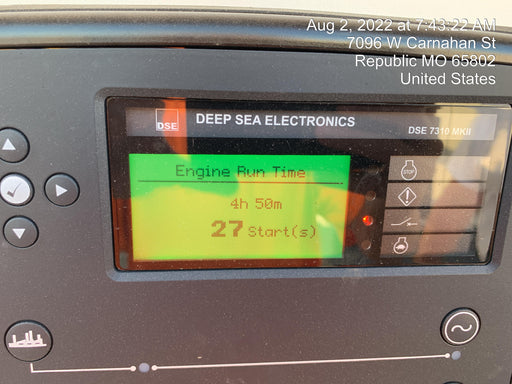 Aug 2, 2022 at 7:43:22 AM
7096 W Carnahan St
Republic MO 65802
United States
DSE
DEEP SEA ELECTRONICS
DSE 7310 MKII
Engine Run Time
4h 50m
27 Start(s)
STOP